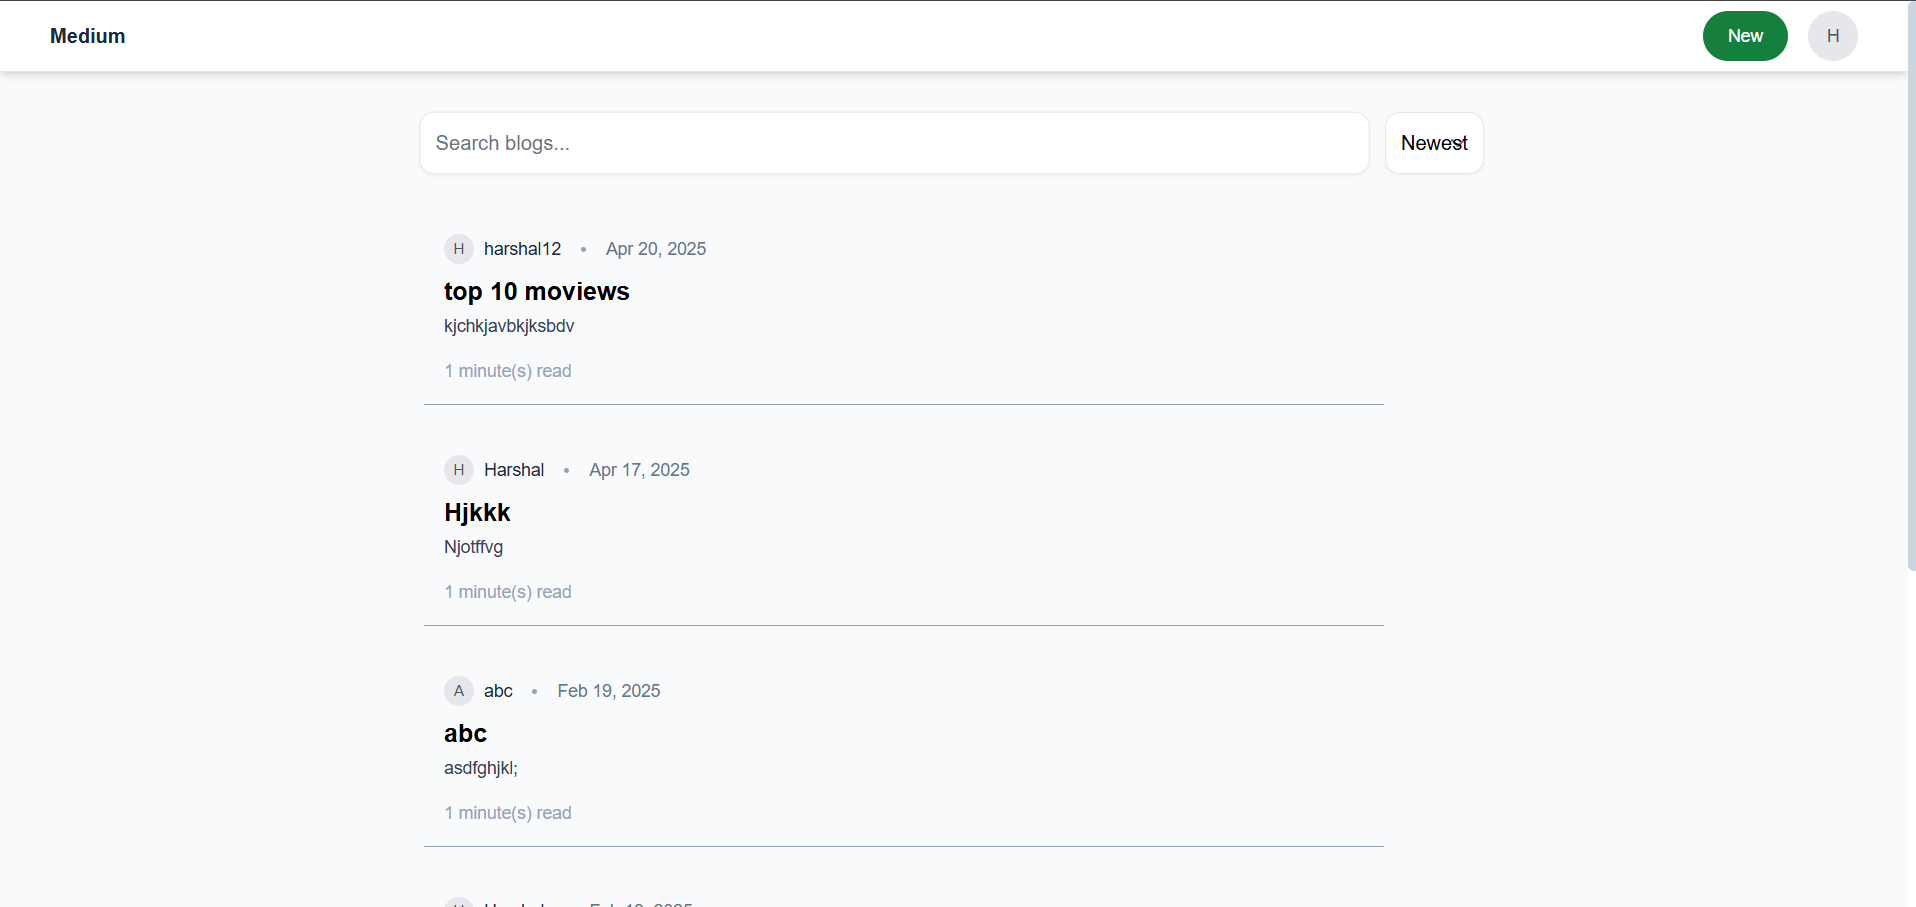 Medium
New
H
Search blogs...
Newest
H harshal12 • Apr 20, 2025
top 10 moviews
kjchkjavbkjksbdv
1 minute(s) read
H Harshal • Apr 17, 2025
Hjkkk
Njotffvg
1 minute(s) read
A abc • Feb 19, 2025
abc
asdfghjkl;
1 minute(s) read